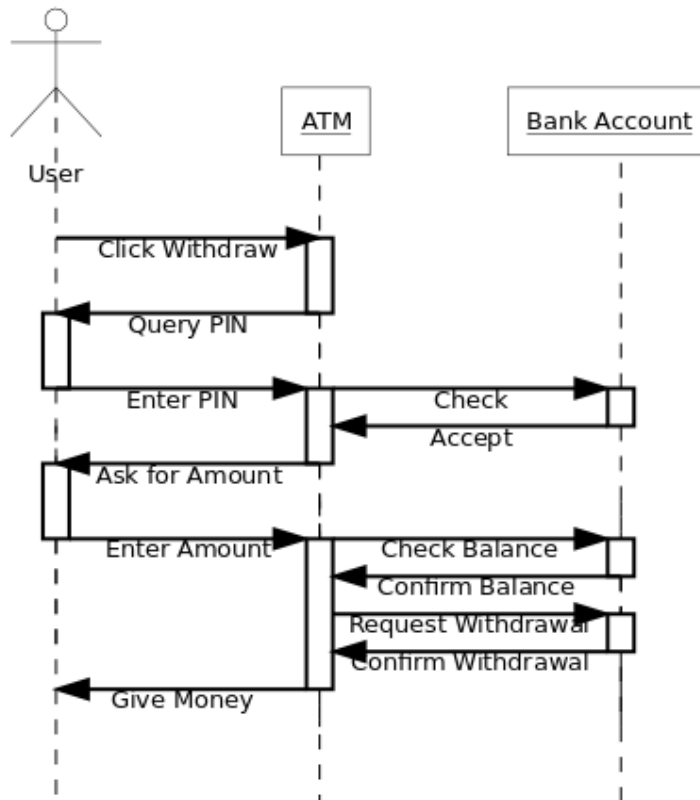 ATM
Bank Account
User
Click Withdraw
Query PIN
Enter PIN
Check
Accept
Ask for Amount
Enter Amount
Check Balance
Confirm Balance
Request Withdrawal
Confirm Withdrawal
Give Money